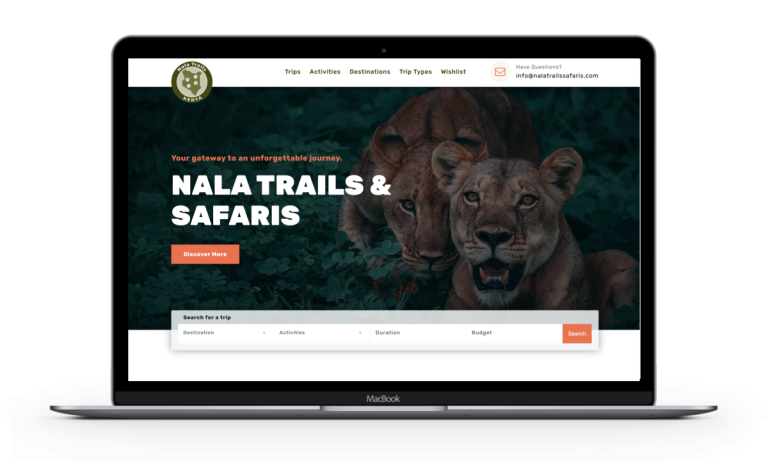 Nala Trails
KENYA
Trips Activities Destinations Trip Types Wishlist
Have Questions?
info@nalatrailssafaris.com
Your gateway to an unforgettable journey.
NALA TRAILS &
SAFARIS
Discover More
Search for a trip
Destination Activities Duration Budget Search
MacBook